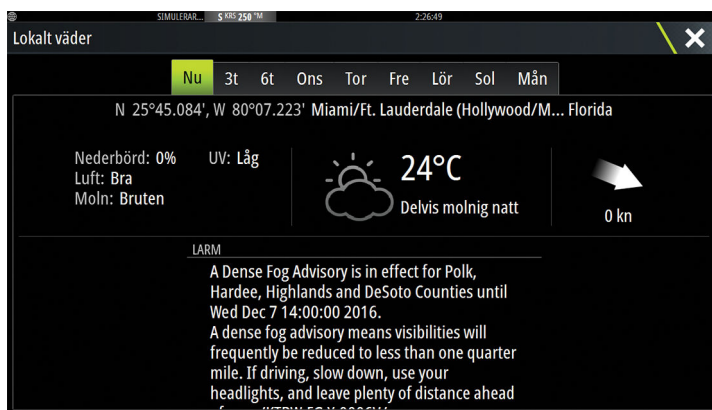 SIMULERAR... S KRS 250 °M 2:26:49
Lokalt väder
Nu 3t 6t Ons Tor Fre Lör Sol Mån
N 25°45.084', W 80°07.223' Miami/Ft. Lauderdale (Hollywood/M... Florida
Nederbörd: 0% UV: Låg
Luft: Bra
Moln: Bruten
24°C
Delvis molnig natt
0 kn
LARM
A Dense Fog Advisory is in effect for Polk,
Hardee, Highlands and DeSoto Counties until
Wed Dec 7 14:00:00 2016.
A dense fog advisory means visibilities will
frequently be reduced to less than one quarter
mile. If driving, slow down, use your
headlights, and leave plenty of distance ahead